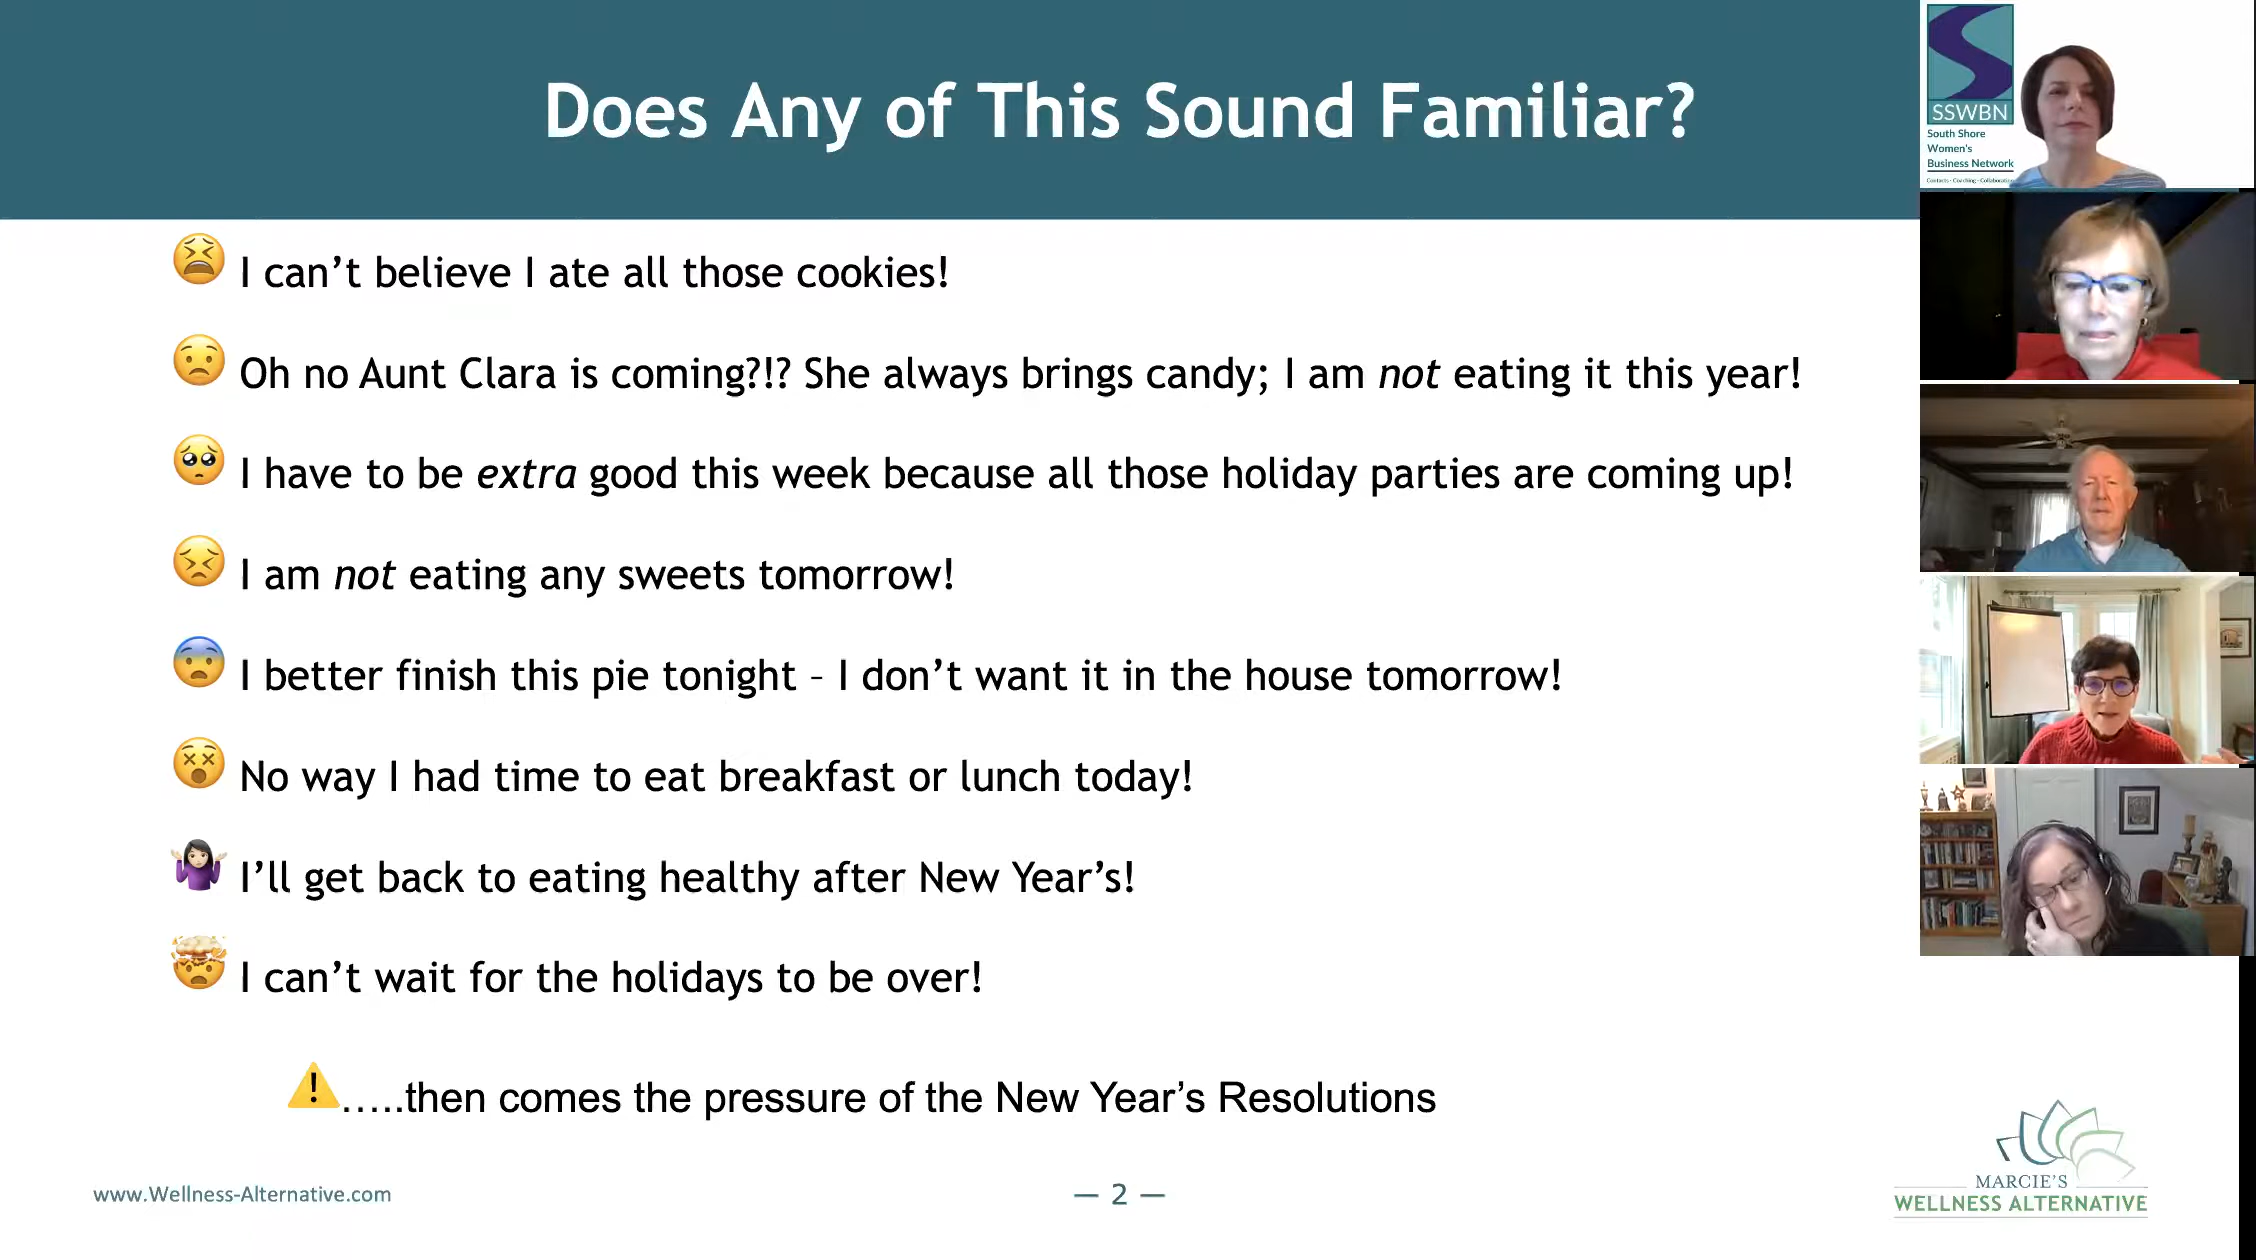 Does Any of This Sound Familiar?
I can’t believe I ate all those cookies!
Oh no Aunt Clara is coming?!? She always brings candy; I am not eating it this year!
I have to be extra good this week because all those holiday parties are coming up!
I am not eating any sweets tomorrow!
I better finish this pie tonight – I don’t want it in the house tomorrow!
No way I had time to eat breakfast or lunch today!
I’ll get back to eating healthy after New Year’s!
I can’t wait for the holidays to be over!
…..then comes the pressure of the New Year’s Resolutions
www.Wellness-Alternative.com
— 2 —
MARCIE’S
WELLNESS ALTERNATIVE
SSWBN
South Shore
Women's
Business Network
Contacts - Coaching -